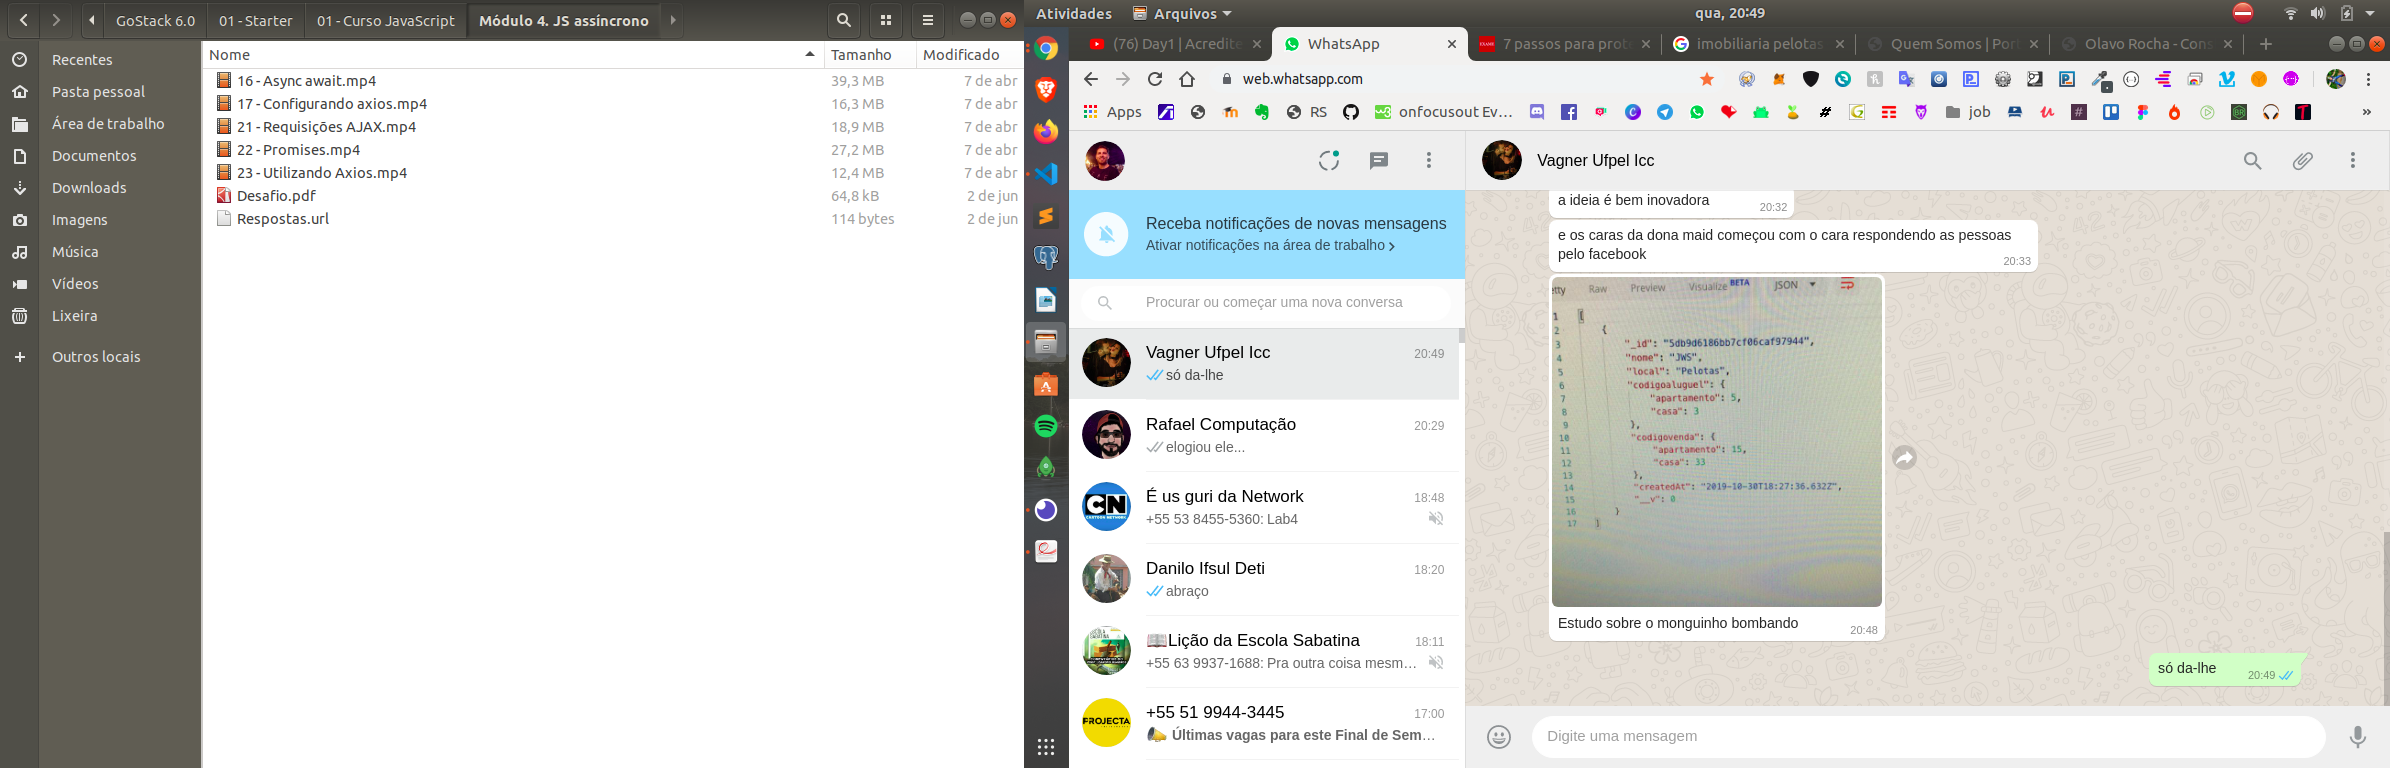 GoStack 6.0
01 - Starter
01 - Curso JavaScript
Módulo 4. JS assíncrono
Recentes
Pasta pessoal
Área de trabalho
Documentos
Downloads
Imagens
Música
Vídeos
Lixeira
Outros locais
Nome Tamanho Modificado
16 - Async await.mp4 39,3 MB 7 de abr
17 - Configurando axios.mp4 16,3 MB 7 de abr
21 - Requisições AJAX.mp4 18,9 MB 7 de abr
22 - Promises.mp4 27,2 MB 7 de abr
23 - Utilizando Axios.mp4 12,4 MB 7 de abr
Desafio.pdf 64,8 kB 2 de jun
Respostas.url 114 bytes 2 de jun
Atividades Arquivos qua, 20:49
(76) Day1 | Acredite
WhatsApp
7 passos para prot
imobiliaria pelotas
Quem Somos | Por
Olavo Rocha - Cons
web.whatsapp.com
Apps RS onfocusout Ev… job »
Receba notificações de novas mensagens
Ativar notificações na área de trabalho
Procurar ou começar uma nova conversa
Vagner Ufpel Icc 20:49
só da-lhe
Rafael Computação 20:29
elogiou ele...
CN
CARTOON NETWORK
É us guri da Network 18:48
+55 53 8455-5360: Lab4
Danilo Ifsul Deti 18:20
abraço
📖Lição da Escola Sabatina 18:11
+55 63 9937-1688: Pra outra coisa mesm…
PROJECTA
+55 51 9944-3445 17:00
Últimas vagas para este Final de Sem…
Vagner Ufpel Icc
a ideia é bem inovadora 20:32
e os caras da dona maid começou com o cara respondendo as pessoas
pelo facebook 20:33
etty Raw Preview Visualize BETA JSON
1 [
2 {
3 "_id": "5db9d6186bb7cf06caf97944",
4 "nome": "JWS",
5 "local": "Pelotas",
6 "codigoaluguel": {
7 "apartamento": 5,
8 "casa": 3
9 },
10 "codigovenda": {
11 "apartamento": 15,
12 "casa": 33
13 },
14 "createdAt": "2019-10-30T18:27:36.632Z",
15 "__v": 0
16 }
17 ]
Estudo sobre o monguinho bombando 20:48
só da-lhe 20:49
Digite uma mensagem